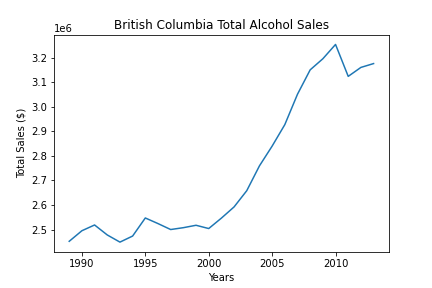 British Columbia Total Alcohol Sales
1e6
3.2
3.1
3.0
2.9
2.8
2.7
2.6
2.5
Total Sales ($)
1990 1995 2000 2005 2010
Years